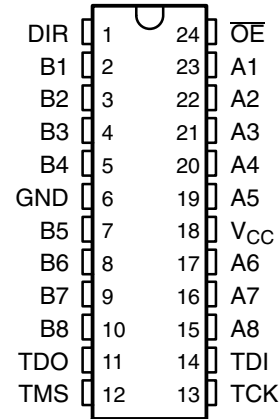 DIR 1 24 OE
B1 2 23 A1
B2 3 22 A2
B3 4 21 A3
B4 5 20 A4
GND 6 19 A5
B5 7 18 VCC
B6 8 17 A6
B7 9 16 A7
B8 10 15 A8
TDO 11 14 TDI
TMS 12 13 TCK